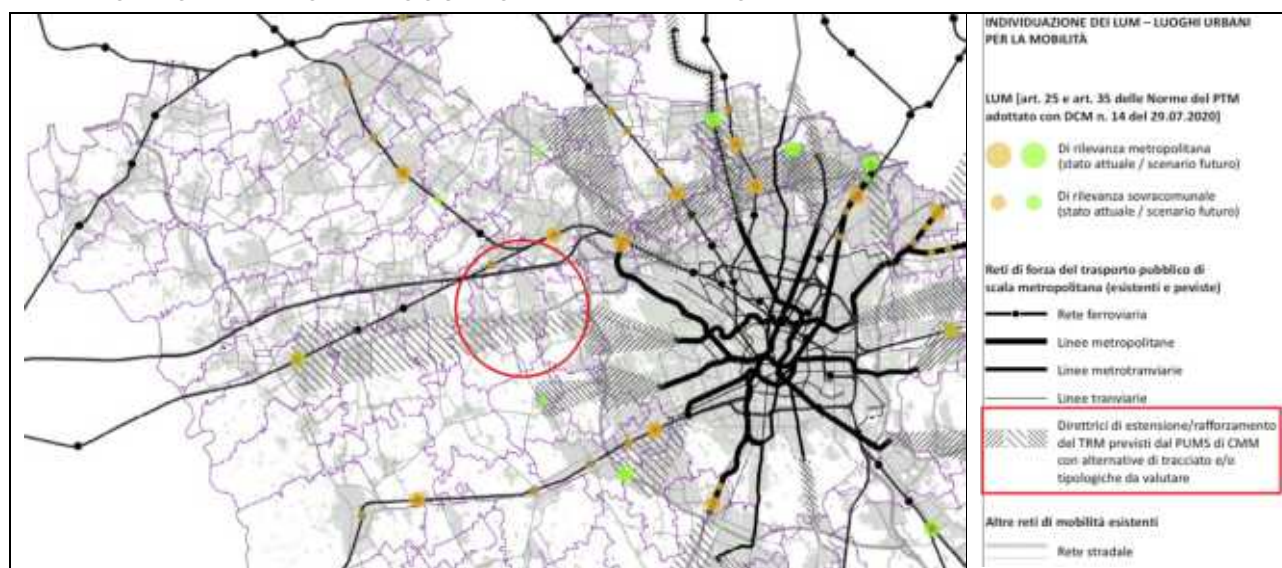 INDIVIDUAZIONE DEI LUM – LUOGHI URBANI
PER LA MOBILITÀ
LUM [art. 25 e art. 35 delle Norme del PTM
adottato con DCM n. 14 del 29.07.2020]
Di rilevanza metropolitana
(stato attuale / scenario futuro)
Di rilevanza sovracomunale
(stato attuale / scenario futuro)
Reti di forza del trasporto pubblico di
scala metropolitana (esistenti e peviste)
Rete ferroviaria
Linee metropolitane
Linee metrotranviarie
Linee tranviarie
Direttrici di estensione/rafforzamento
del TRM previsti dal PUMS di CMM
con alternative di tracciato e/o
tipologiche da valutare
Altre reti di mobilità esistenti
Rete stradale